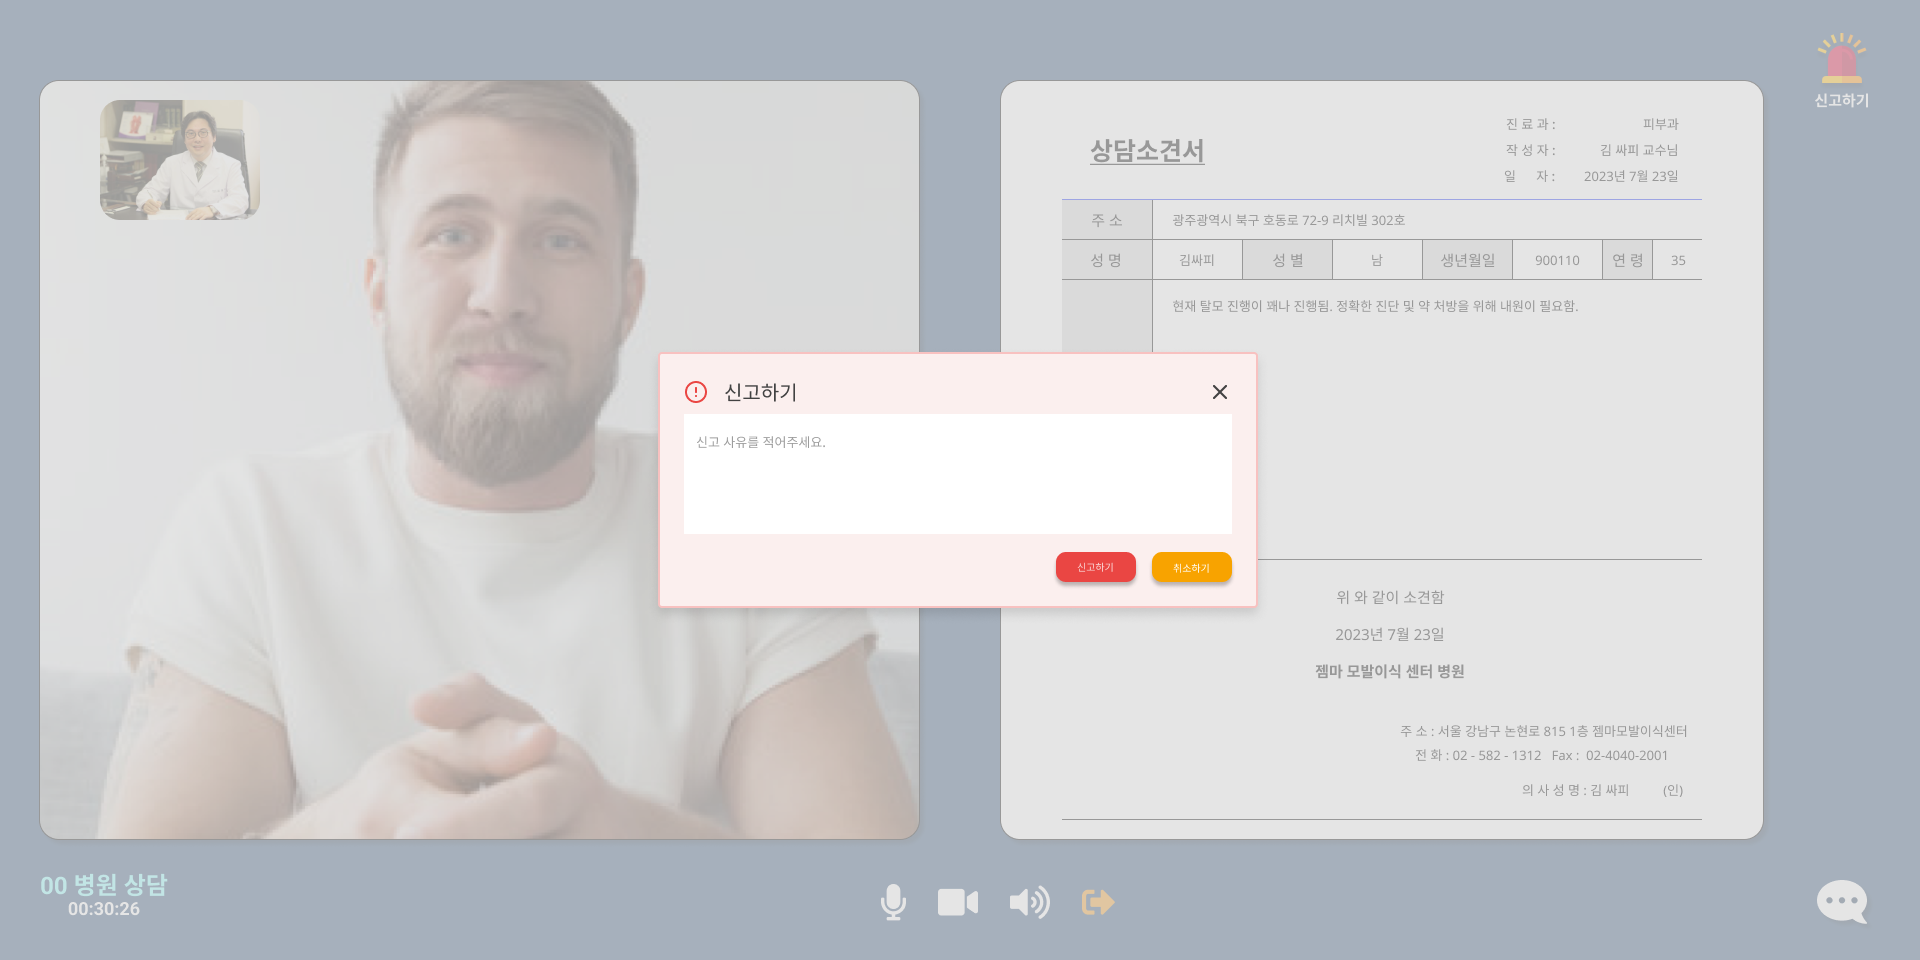 신고하기
상담소견서
진 료 과 : 피부과
작 성 자 : 김 싸피 교수님
일 자 : 2023년 7월 23일
주 소 광주광역시 북구 호동로 72-9 리치빌 302호
성 명 김싸피 성 별 남 생년월일 900110 연 령 35
현재 탈모 진행이 꽤나 진행됨. 정확한 진단 및 약 처방을 위해 내원이 필요함.
신고하기
신고 사유를 적어주세요.
신고하기 취소하기
위 와 같이 소견함
2023년 7월 23일
젬마 모발이식 센터 병원
주 소 : 서울 강남구 논현로 815 1층 젬마모발이식센터
전 화 : 02 - 582 - 1312 Fax : 02-4040-2001
의 사 성 명 : 김 싸피 (인)
00 병원 상담
00:30:26